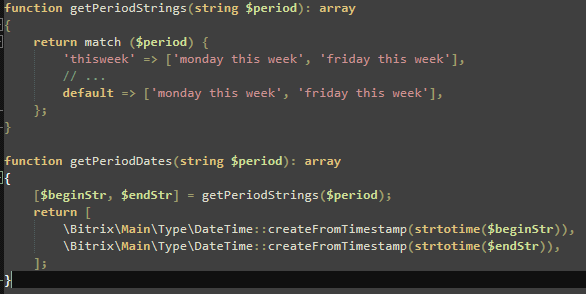 function getPeriodStrings(string $period): array
{
    return match ($period) {
        'thisweek' => ['monday this week', 'friday this week'],
        // ...
        default => ['monday this week', 'friday this week'],
    };
}

function getPeriodDates(string $period): array
{
    [$beginStr, $endStr] = getPeriodStrings($period);
    return [
        \Bitrix\Main\Type\DateTime::createFromTimestamp(strtotime($beginStr)),
        \Bitrix\Main\Type\DateTime::createFromTimestamp(strtotime($endStr)),
    ];
}